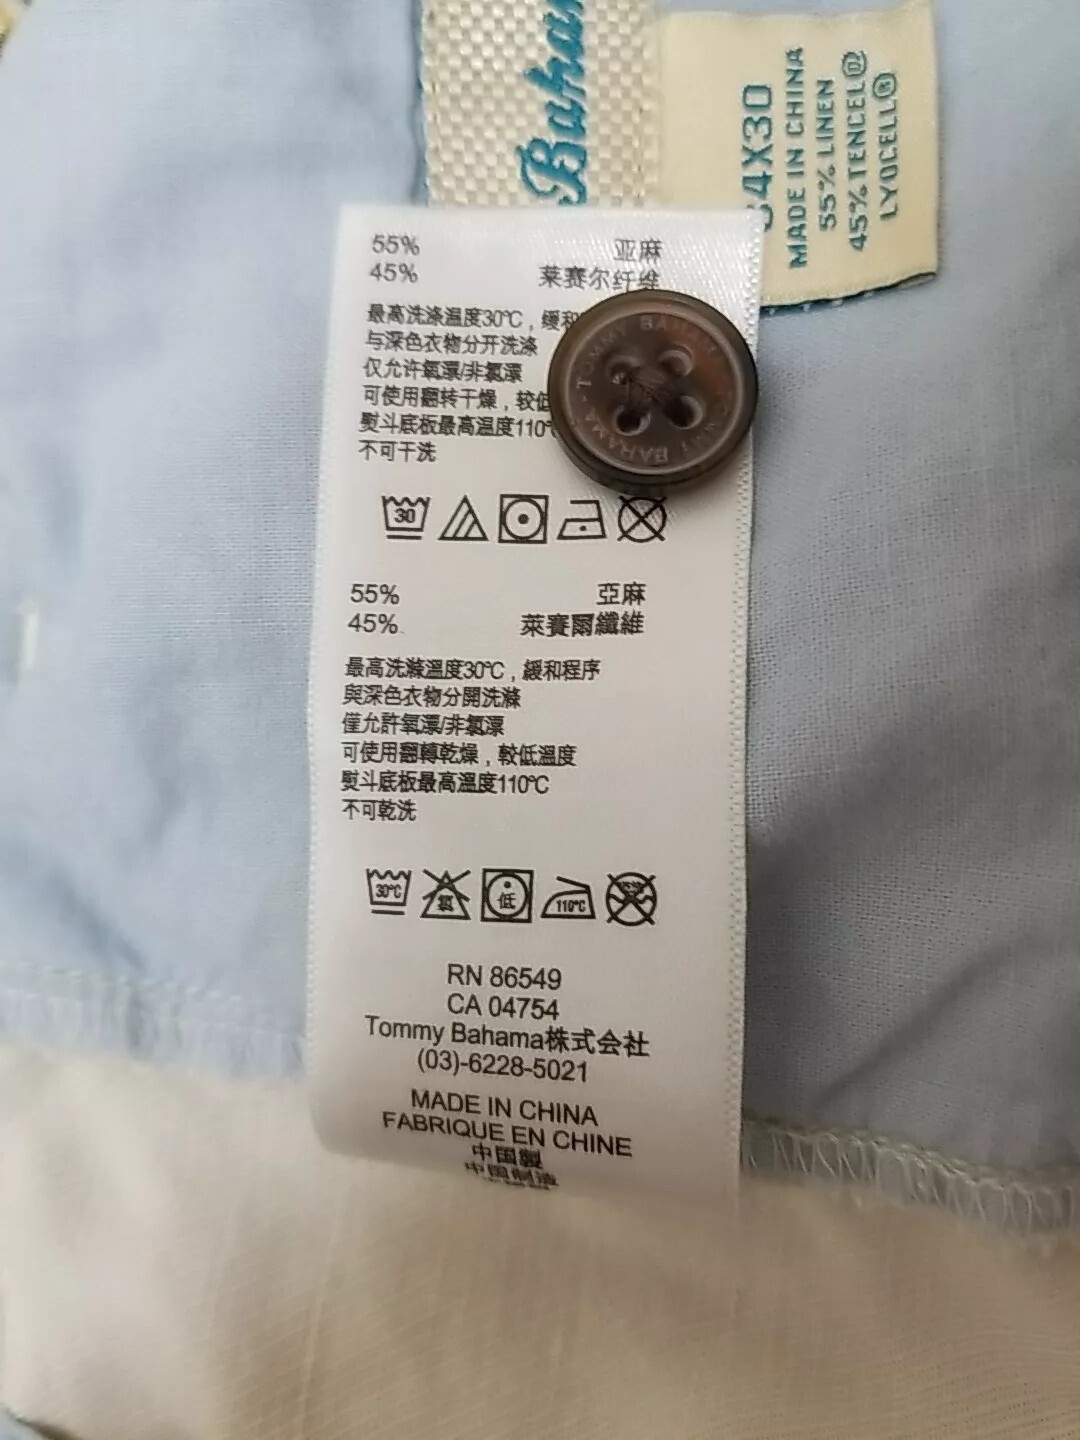 55% 亚麻
45% 莱赛尔纤维
最高洗涤温度30℃，缓和
与深色衣物分开洗涤
仅允许氧漂/非氯漂
可使用翻转干燥，较低
熨斗底板最高温度110℃
不可干洗
30
55% 亞麻
45% 萊賽爾纖維
最高洗滌溫度30℃，緩和程序
與深色衣物分開洗滌
僅允許氧漂/非氯漂
可使用翻轉乾燥，較低溫度
熨斗底板最高溫度110℃
不可乾洗
30℃ 氯 低 110℃
RN 86549
CA 04754
Tommy Bahama株式会社
(03)-6228-5021
MADE IN CHINA
FABRIQUE EN CHINE
中国製
中国制造
TOMMY BAHAMA - TOMMY BAHAMA -
Baham
4X30
MADE IN CHINA
55% LINEN
45% TENCEL®
LYOCELL®